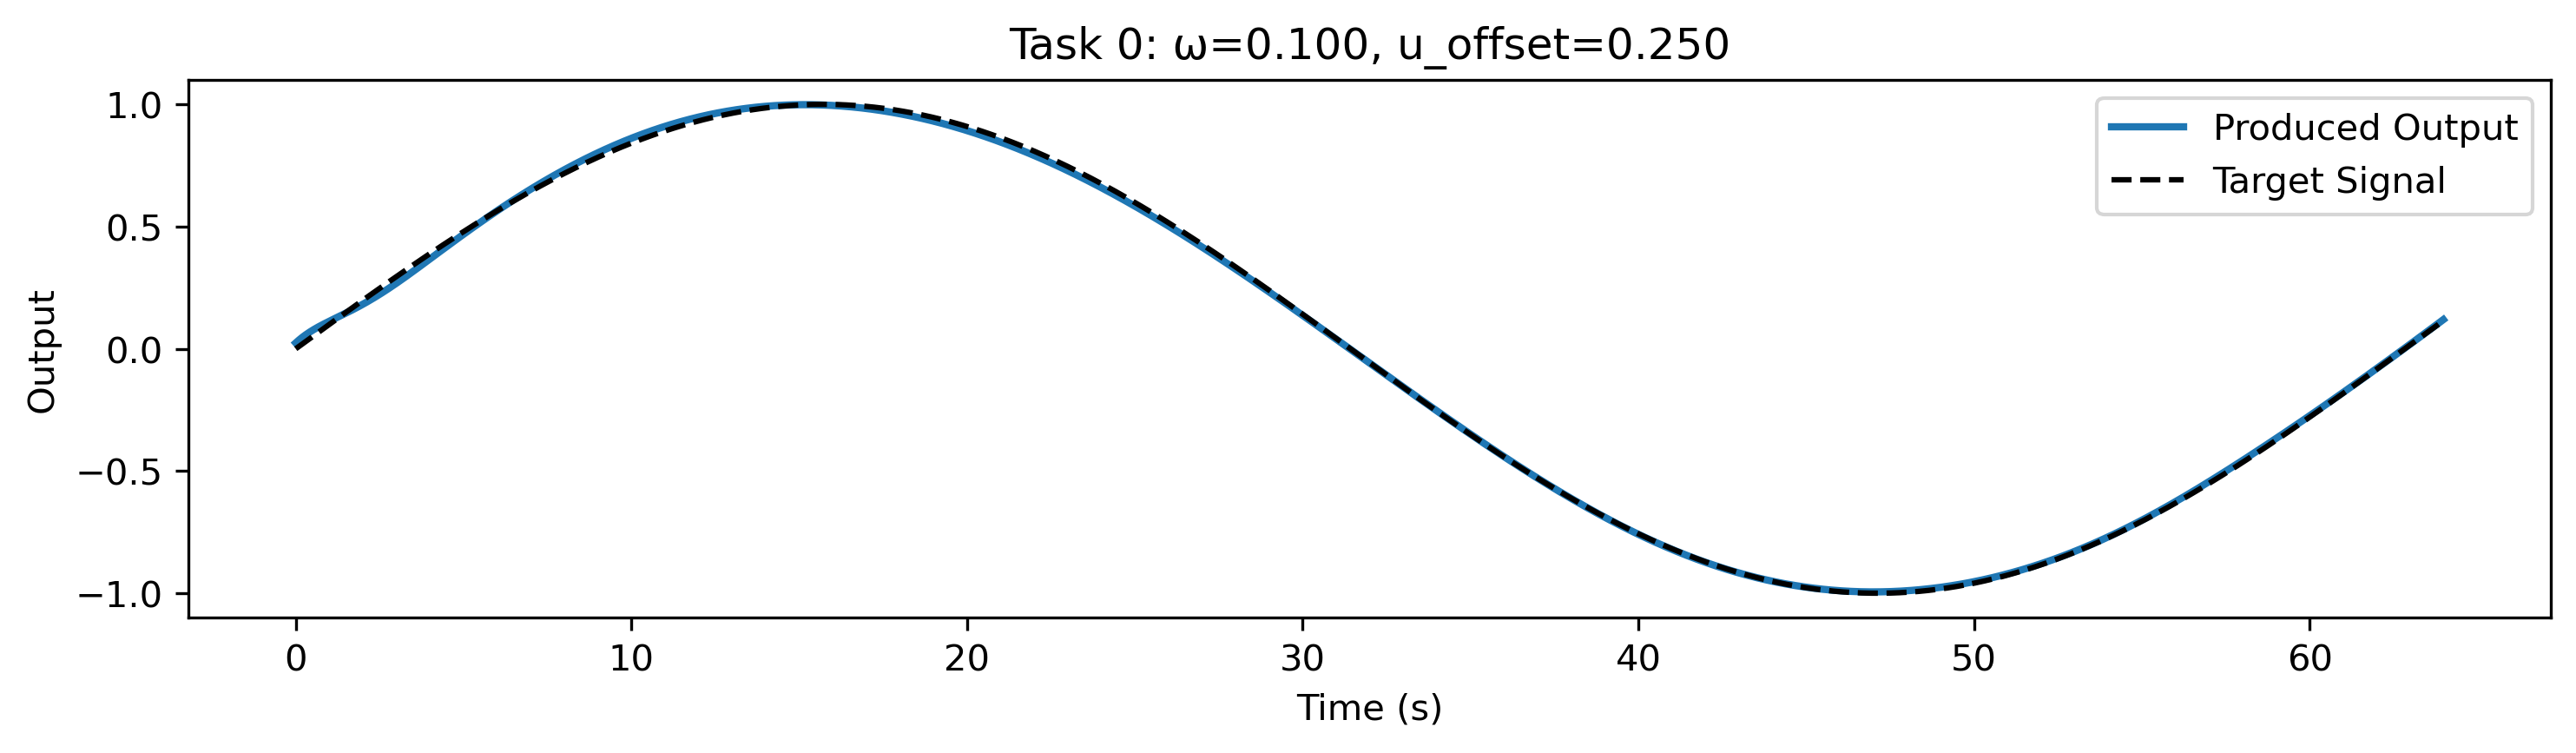 Task 0: ω=0.100, u_offset=0.250
1.0
0.5
0.0
−0.5
−1.0
Output
Produced Output
Target Signal
0 10 20 30 40 50 60
Time (s)